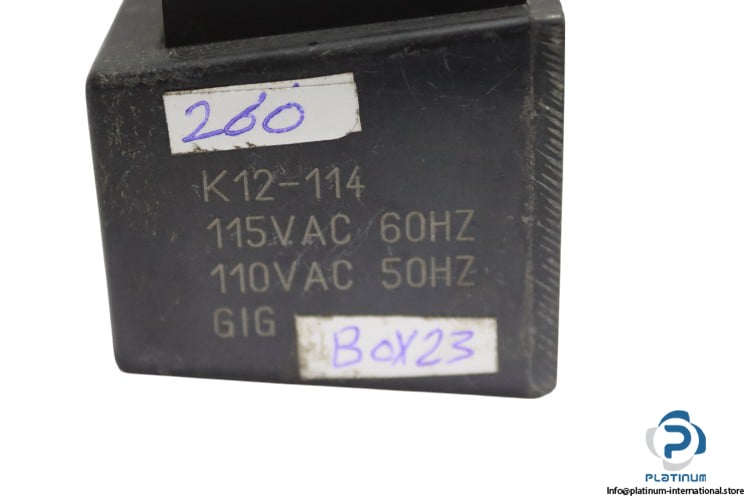 260
K12-114
115VAC 60HZ
110VAC 50HZ
GIG
BOX23
PLATINUM
Info@platinum-international.store